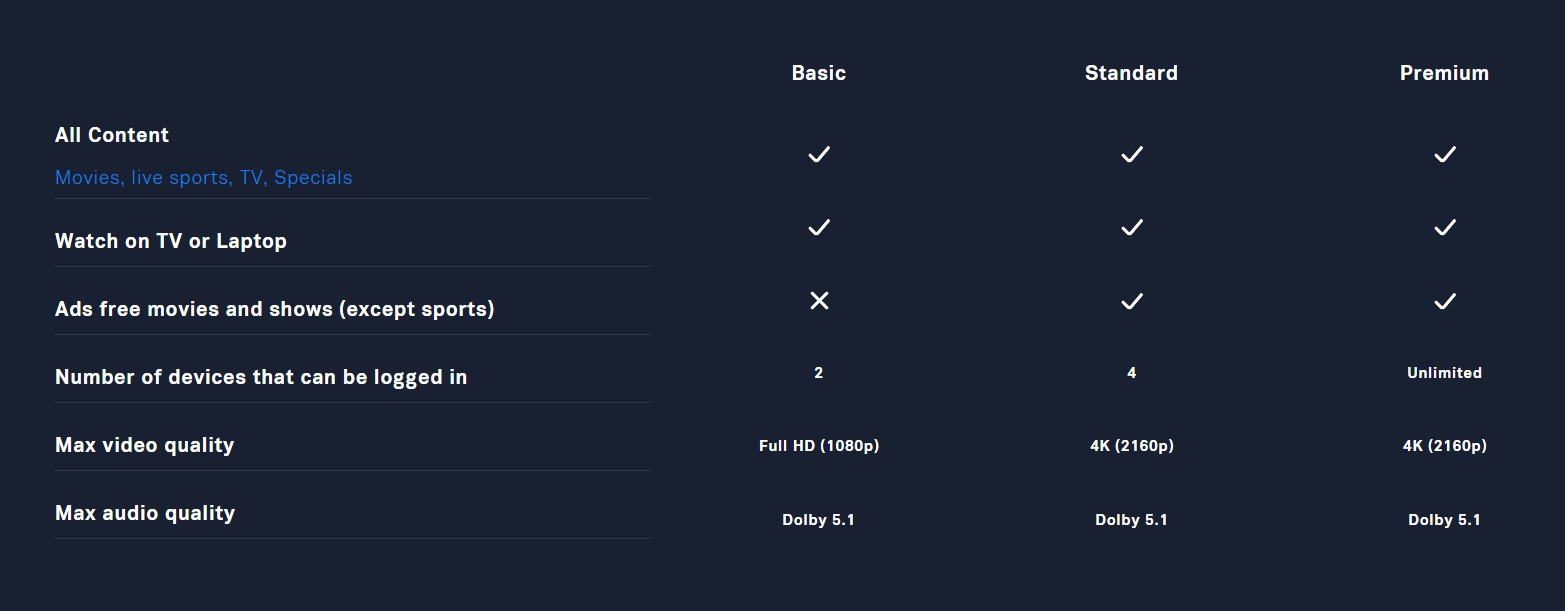 Basic Standard Premium
All Content
Movies, live sports, TV, Specials
Watch on TV or Laptop
Ads free movies and shows (except sports)
Number of devices that can be logged in 2 4 Unlimited
Max video quality Full HD (1080p) 4K (2160p) 4K (2160p)
Max audio quality Dolby 5.1 Dolby 5.1 Dolby 5.1